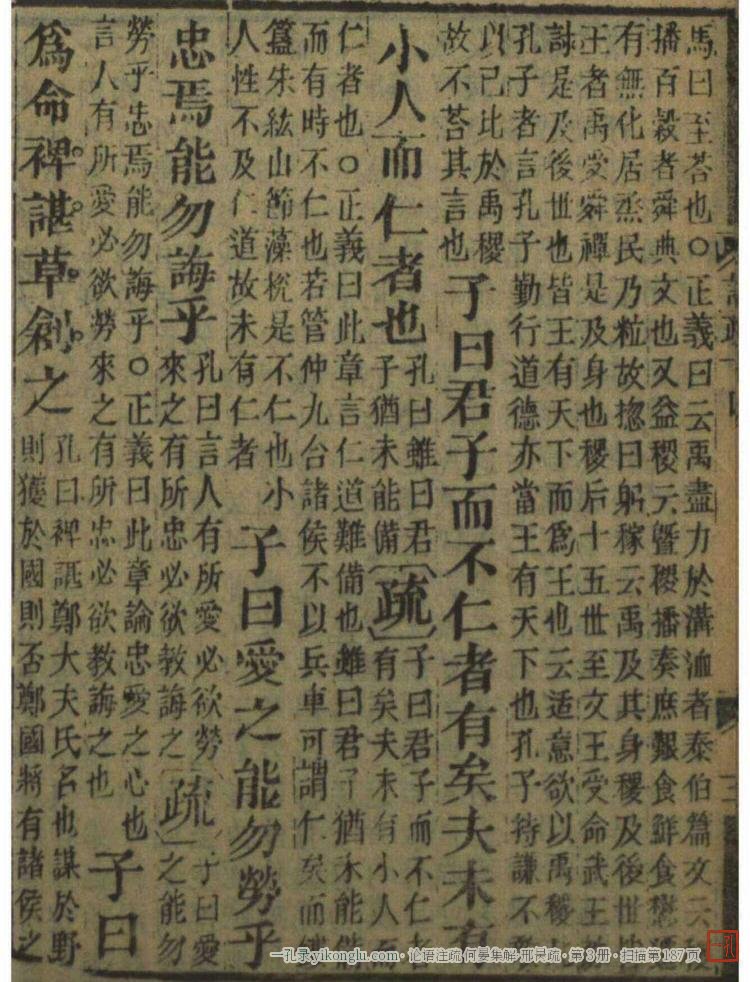 馬曰至荅也○正義曰云禹盡力於溝洫者泰伯篇文云
播百榖者舜典文也又益稷云曁稷播奏庶艱食鮮食懋遷
有無化居烝民乃粒故揔曰躬稼云禹及其身稷及後世
王者禹受舜禪是及身也稷后十五世至文王受命武王
誅是及後世也皆王有天下而爲王也云适意欲以禹稷
孔子者言孔子勤行道德亦當王有天下也孔子持謙不
以已比於禹稷
故不荅其言也
子曰君子而不仁者有矣夫未有
小人而仁者也
孔曰雖曰君
子猶未能備
疏
子曰君子而不仁
有矣夫未有小人而
仁者也○正義曰此章言仁道難備也雖曰君子猶未能備
而有時不仁也若管仲九合諸侯不以兵車可謂仁矣而
簋朱紘山節藻梲是不仁也小
人性不及仁道故未有仁者
子曰愛之能勿勞乎
忠焉能勿誨乎
孔曰言人有所愛必欲勞
來之有所忠必欲教誨之
疏
子曰愛
之能勿
勞乎忠焉能勿誨乎○正義曰此章論忠愛之心也
言人有所愛必欲勞來之有所忠必欲教誨之也
子曰
爲命裨諶草創之
孔曰裨諶鄭大夫氏名也謀於野
則獲於國則否鄭國將有諸侯之
一孔录yikonglu.com·论语注疏·何晏集解·邢昺疏·第3册·扫描第187页